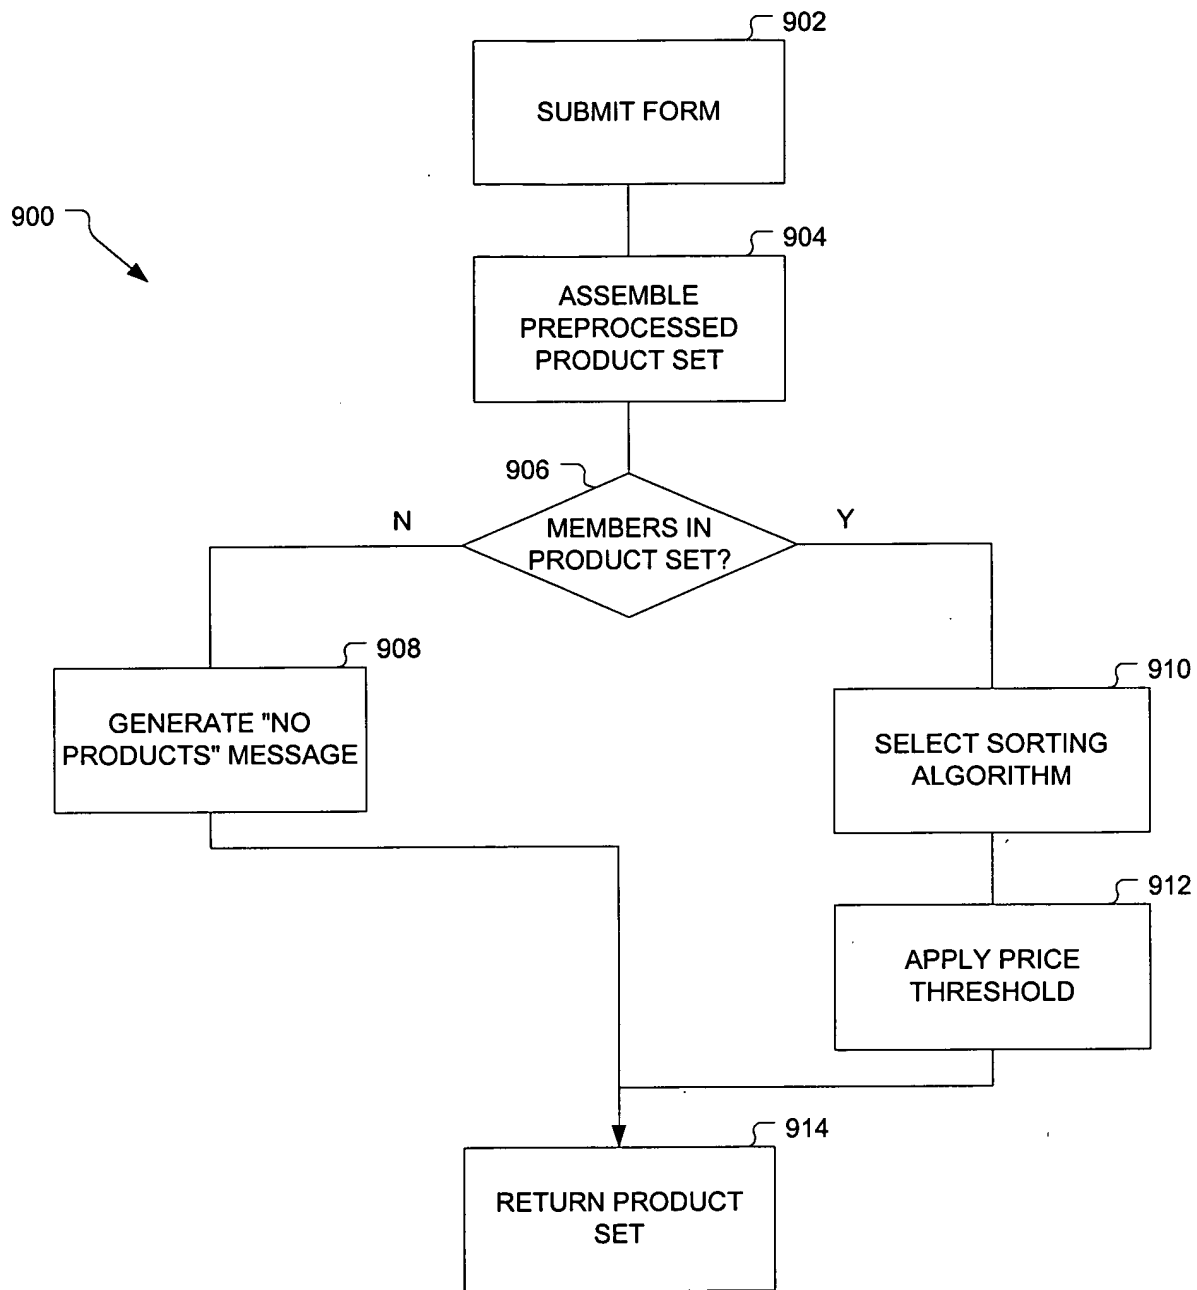 902
SUBMIT FORM
900
904
ASSEMBLE
PREPROCESSED
PRODUCT SET
906
N
MEMBERS IN
PRODUCT SET?
Y
908
GENERATE "NO
PRODUCTS" MESSAGE
910
SELECT SORTING
ALGORITHM
912
APPLY PRICE
THRESHOLD
914
RETURN PRODUCT
SET